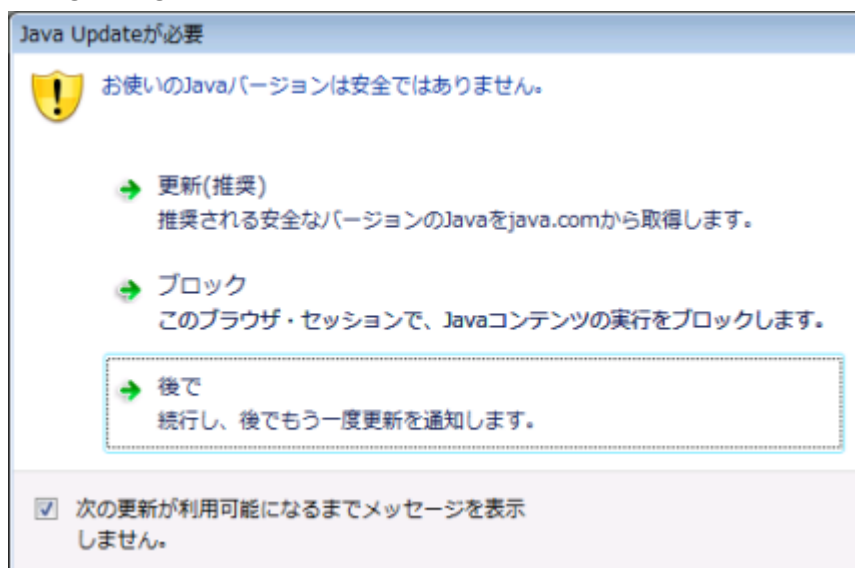 Java Updateが必要
お使いのJavaバージョンは安全ではありません。
更新(推奨)
推奨される安全なバージョンのJavaをjava.comから取得します。
ブロック
このブラウザ・セッションで、Javaコンテンツの実行をブロックします。
後で
続行し、後でもう一度更新を通知します。
次の更新が利用可能になるまでメッセージを表示
しません。